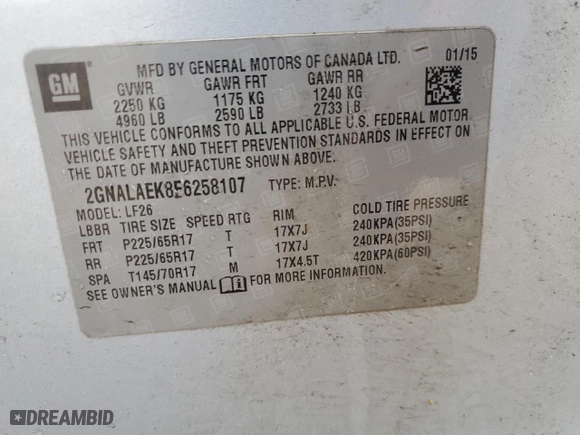 GM
MFD BY GENERAL MOTORS OF CANADA LTD. 01/15
GVWR GAWR FRT GAWR RR
2250 KG 1175 KG 1240 KG
4960 LB 2590 LB 2733 LB
THIS VEHICLE CONFORMS TO ALL APPLICABLE U.S. FEDERAL MOTOR
VEHICLE SAFETY AND THEFT PREVENTION STANDARDS IN EFFECT ON
THE DATE OF MANUFACTURE SHOWN ABOVE.
2GNALAEK8E6258107 TYPE: M.P.V.
MODEL: LF26
LBBR TIRE SIZE SPEED RTG RIM COLD TIRE PRESSURE
FRT P225/65R17 T 17X7J 240KPA(35PSI)
RR P225/65R17 T 17X7J 240KPA(35PSI)
SPA T145/70R17 M 17X4.5T 420KPA(60PSI)
SEE OWNER'S MANUAL FOR MORE INFORMATION.
DREAMBID